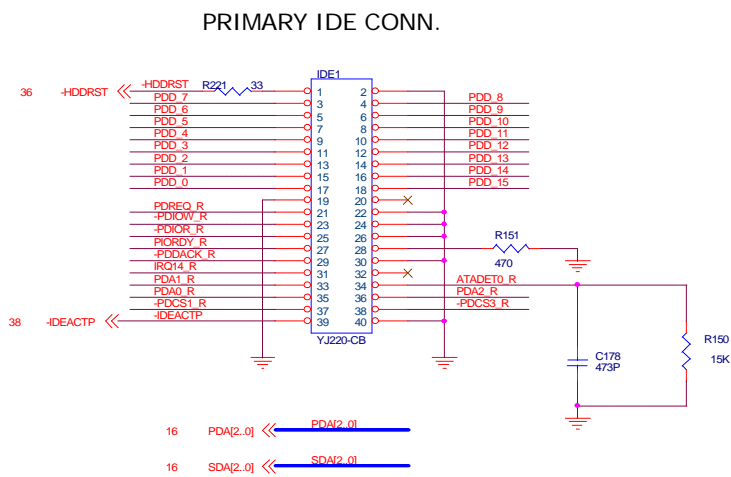 PRIMARY IDE CONN.
IDE1
36 -HDDRST -HDDRST R221 33 1 2
PDD_7 3 4 PDD_8
PDD_6 5 6 PDD_9
PDD_5 7 8 PDD_10
PDD_4 9 10 PDD_11
PDD_3 11 12 PDD_12
PDD_2 13 14 PDD_13
PDD_1 15 16 PDD_14
PDD_0 17 18 PDD_15
19 20
PDREQ_R 21 22
-PDIOW_R 23 24
-PDIOR_R 25 26
PIORDY_R 27 28 R151 470
-PDDACK_R 29 30
IRQ14_R 31 32
PDA1_R 33 34 ATADET0_R
PDA0_R 35 36 PDA2_R
-PDCS1_R 37 38 -PDCS3_R
38 -IDEACTP -IDEACTP 39 40
YJ220-CB
R150
15K
C178
473P
16 PDA[2..0] PDA[2..0]
16 SDA[2..0] SDA[2..0]